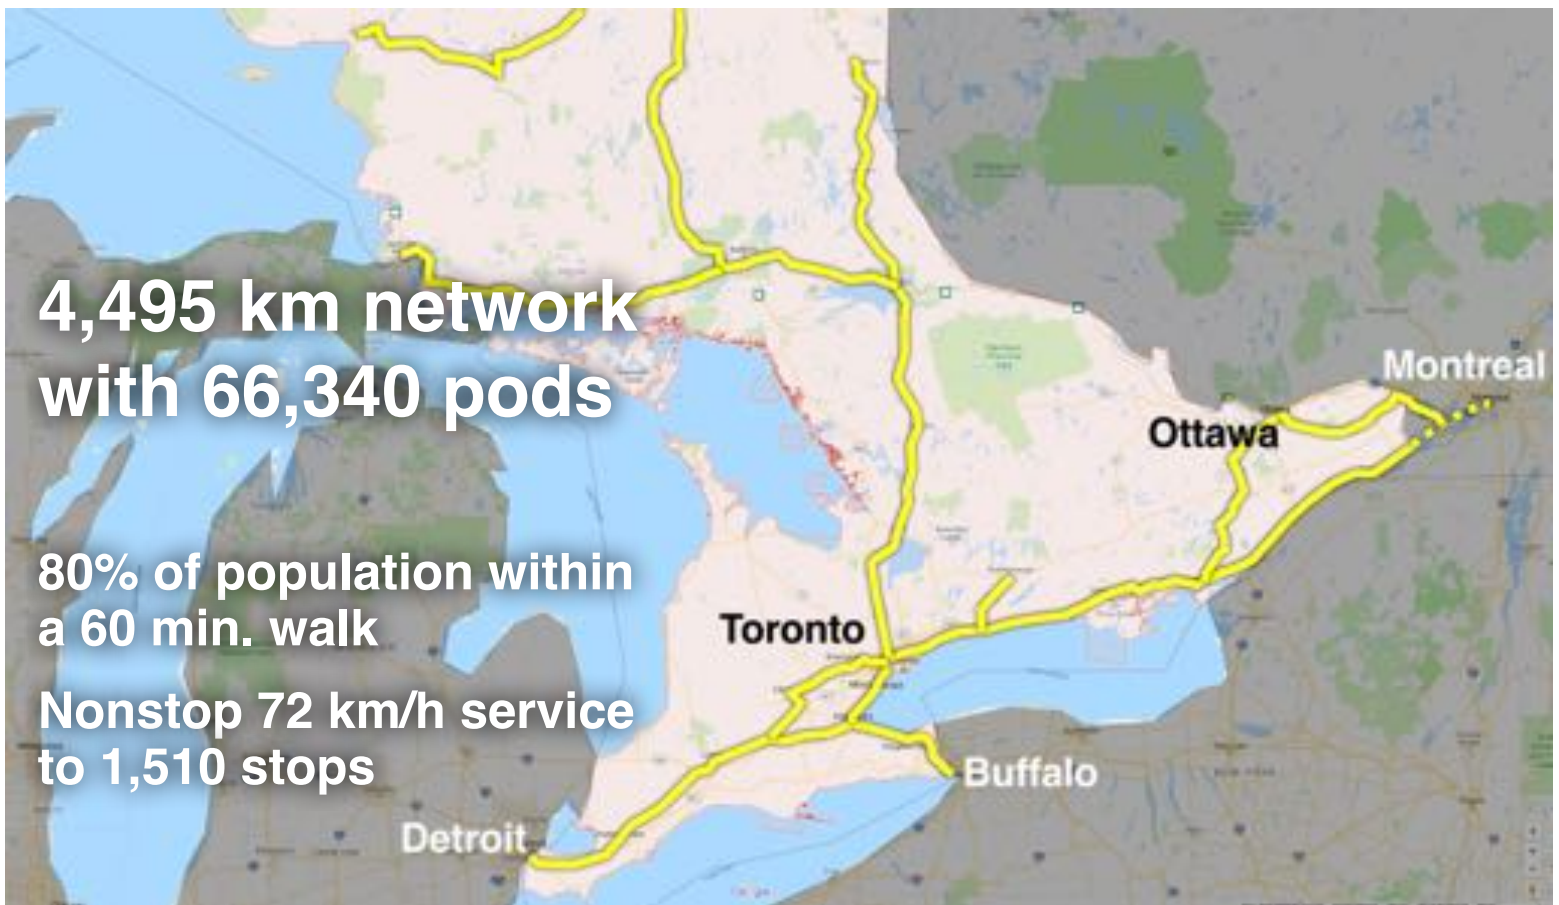 4,495 km network
with 66,340 pods
Montreal
Ottawa
80% of population within
a 60 min. walk
Toronto
Nonstop 72 km/h service
to 1,510 stops
Buffalo
Detroit